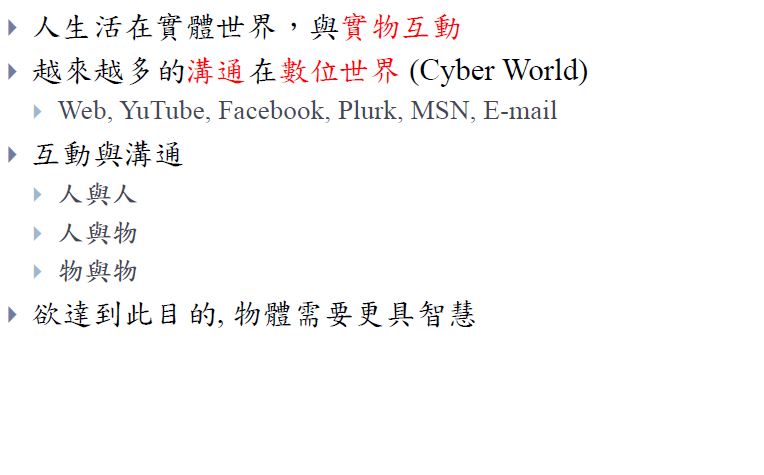 人生活在實體世界，與實物互動
越來越多的溝通在數位世界 (Cyber World)
Web, YuTube, Facebook, Plurk, MSN, E-mail
互動與溝通
人與人
人與物
物與物
欲達到此目的, 物體需要更具智慧